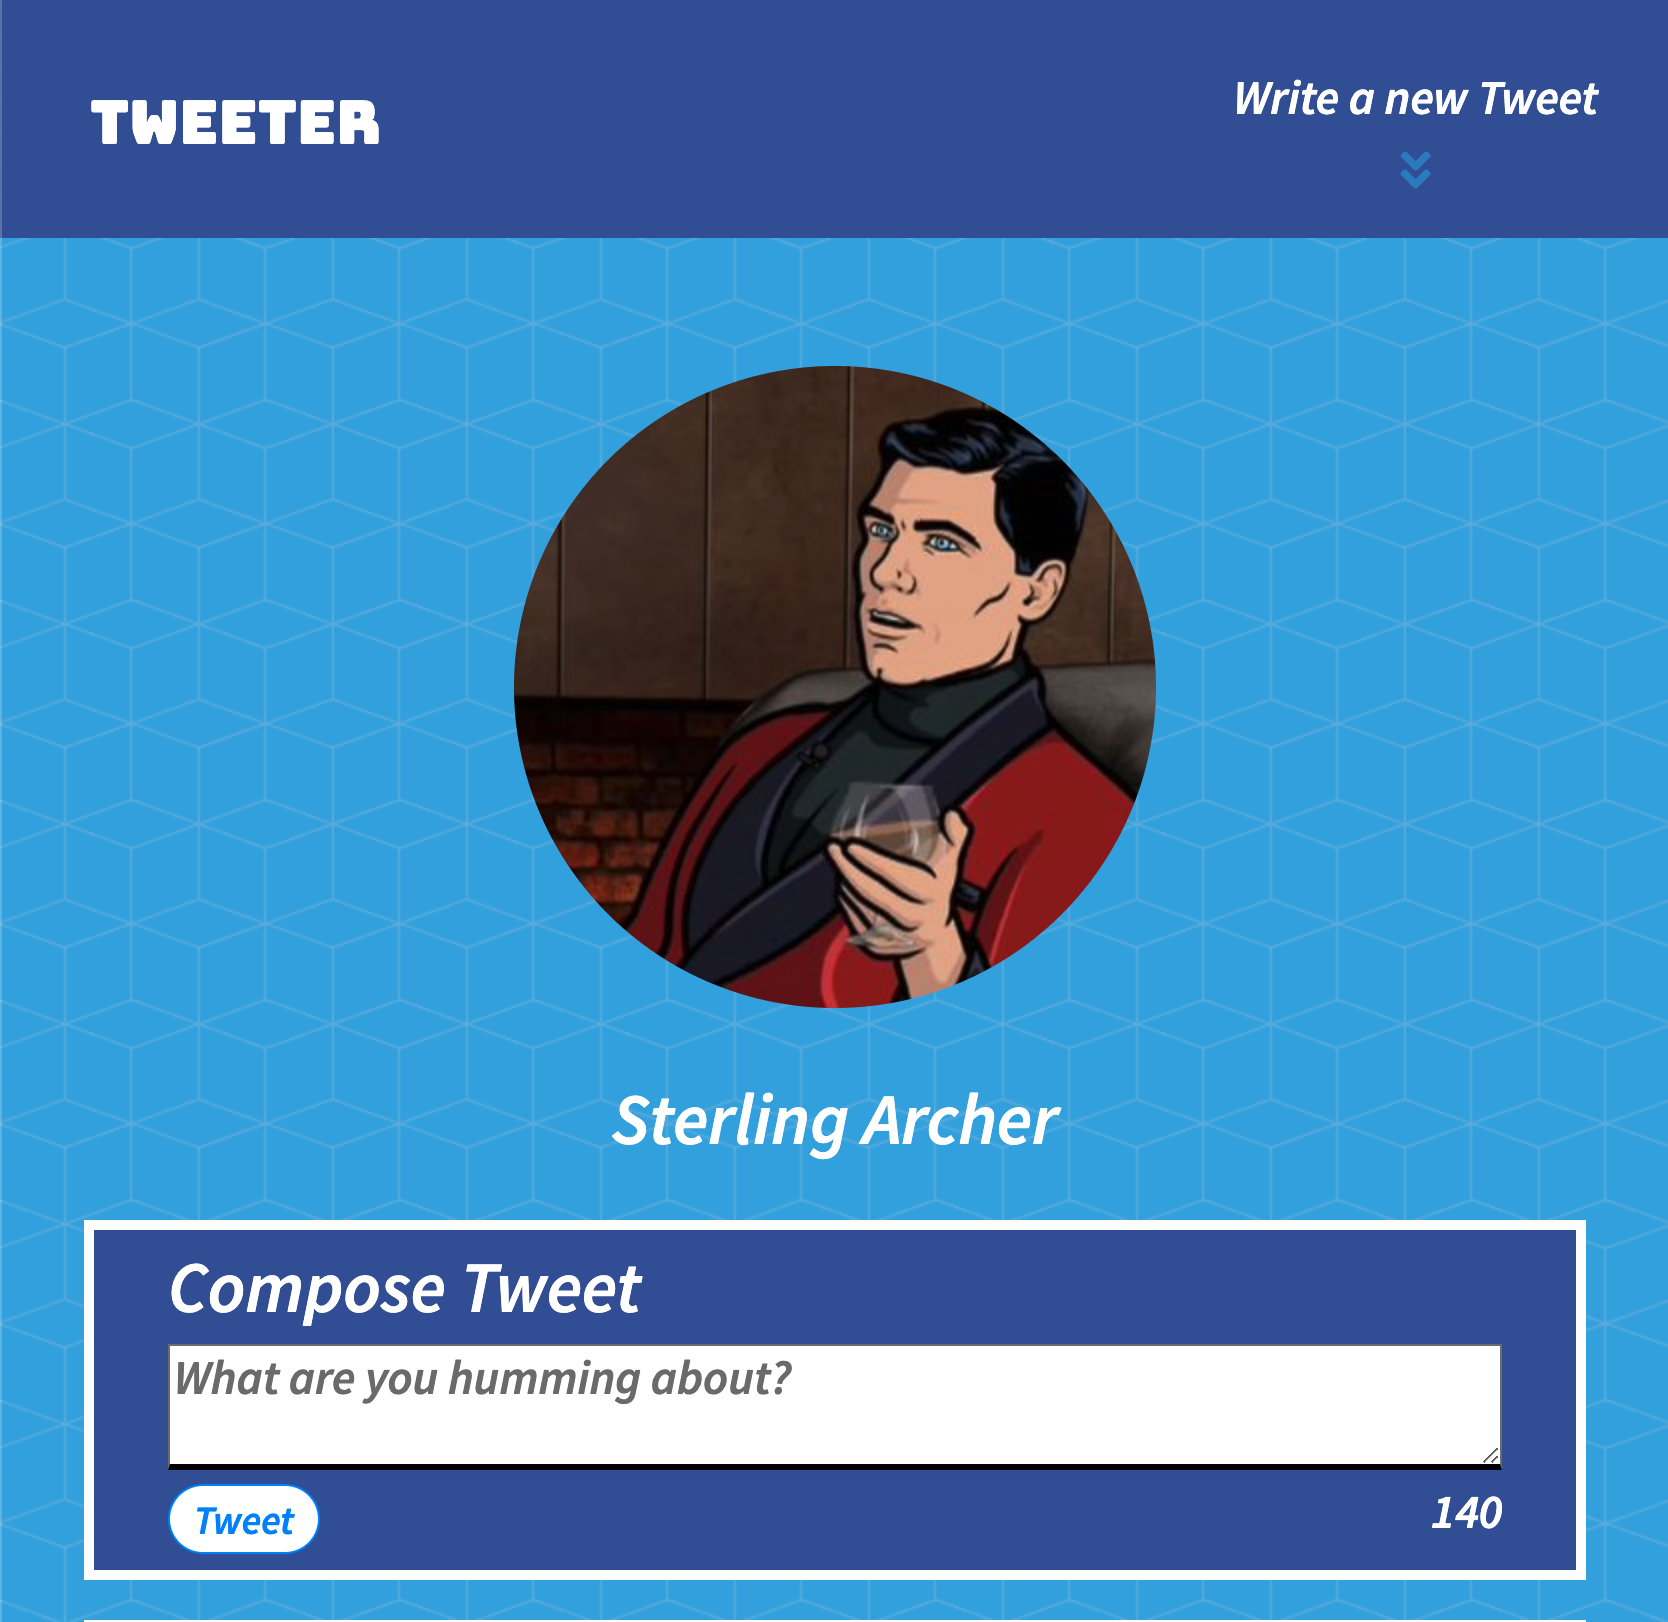 TWEETER
Write a new Tweet
Sterling Archer
Compose Tweet
What are you humming about?
Tweet
140